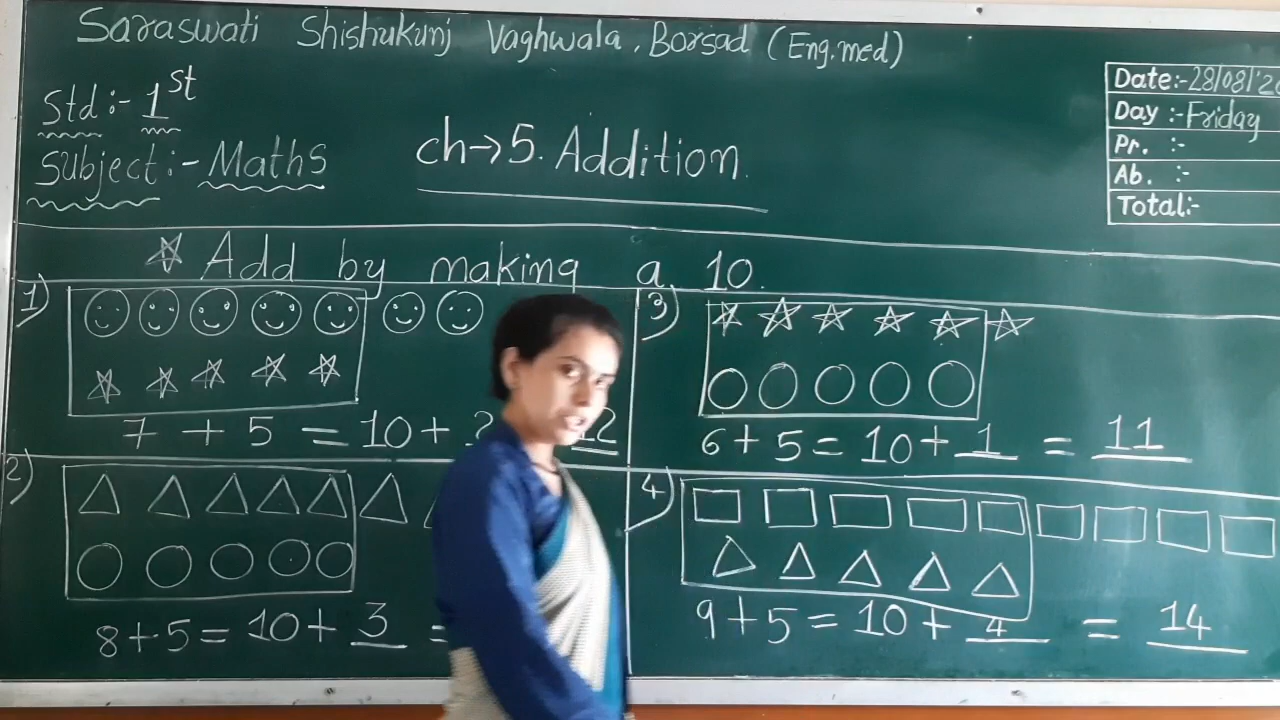 Saraswati Shishukunj Vaghwala, Borsad (Eng.med)
Std :- 1st
Subject :- Maths
ch→5. Addition.
Date:-28/08/'20
Day :-Friday
Pr. :-
Ab. :-
Total:-
Add by making a 10.
1)
7 + 5 = 10 + 2 12
2)
8 + 5 = 10 + 3 =
3)
6 + 5 = 10 + 1 = 11
4)
9 + 5 = 10 + 4 = 14